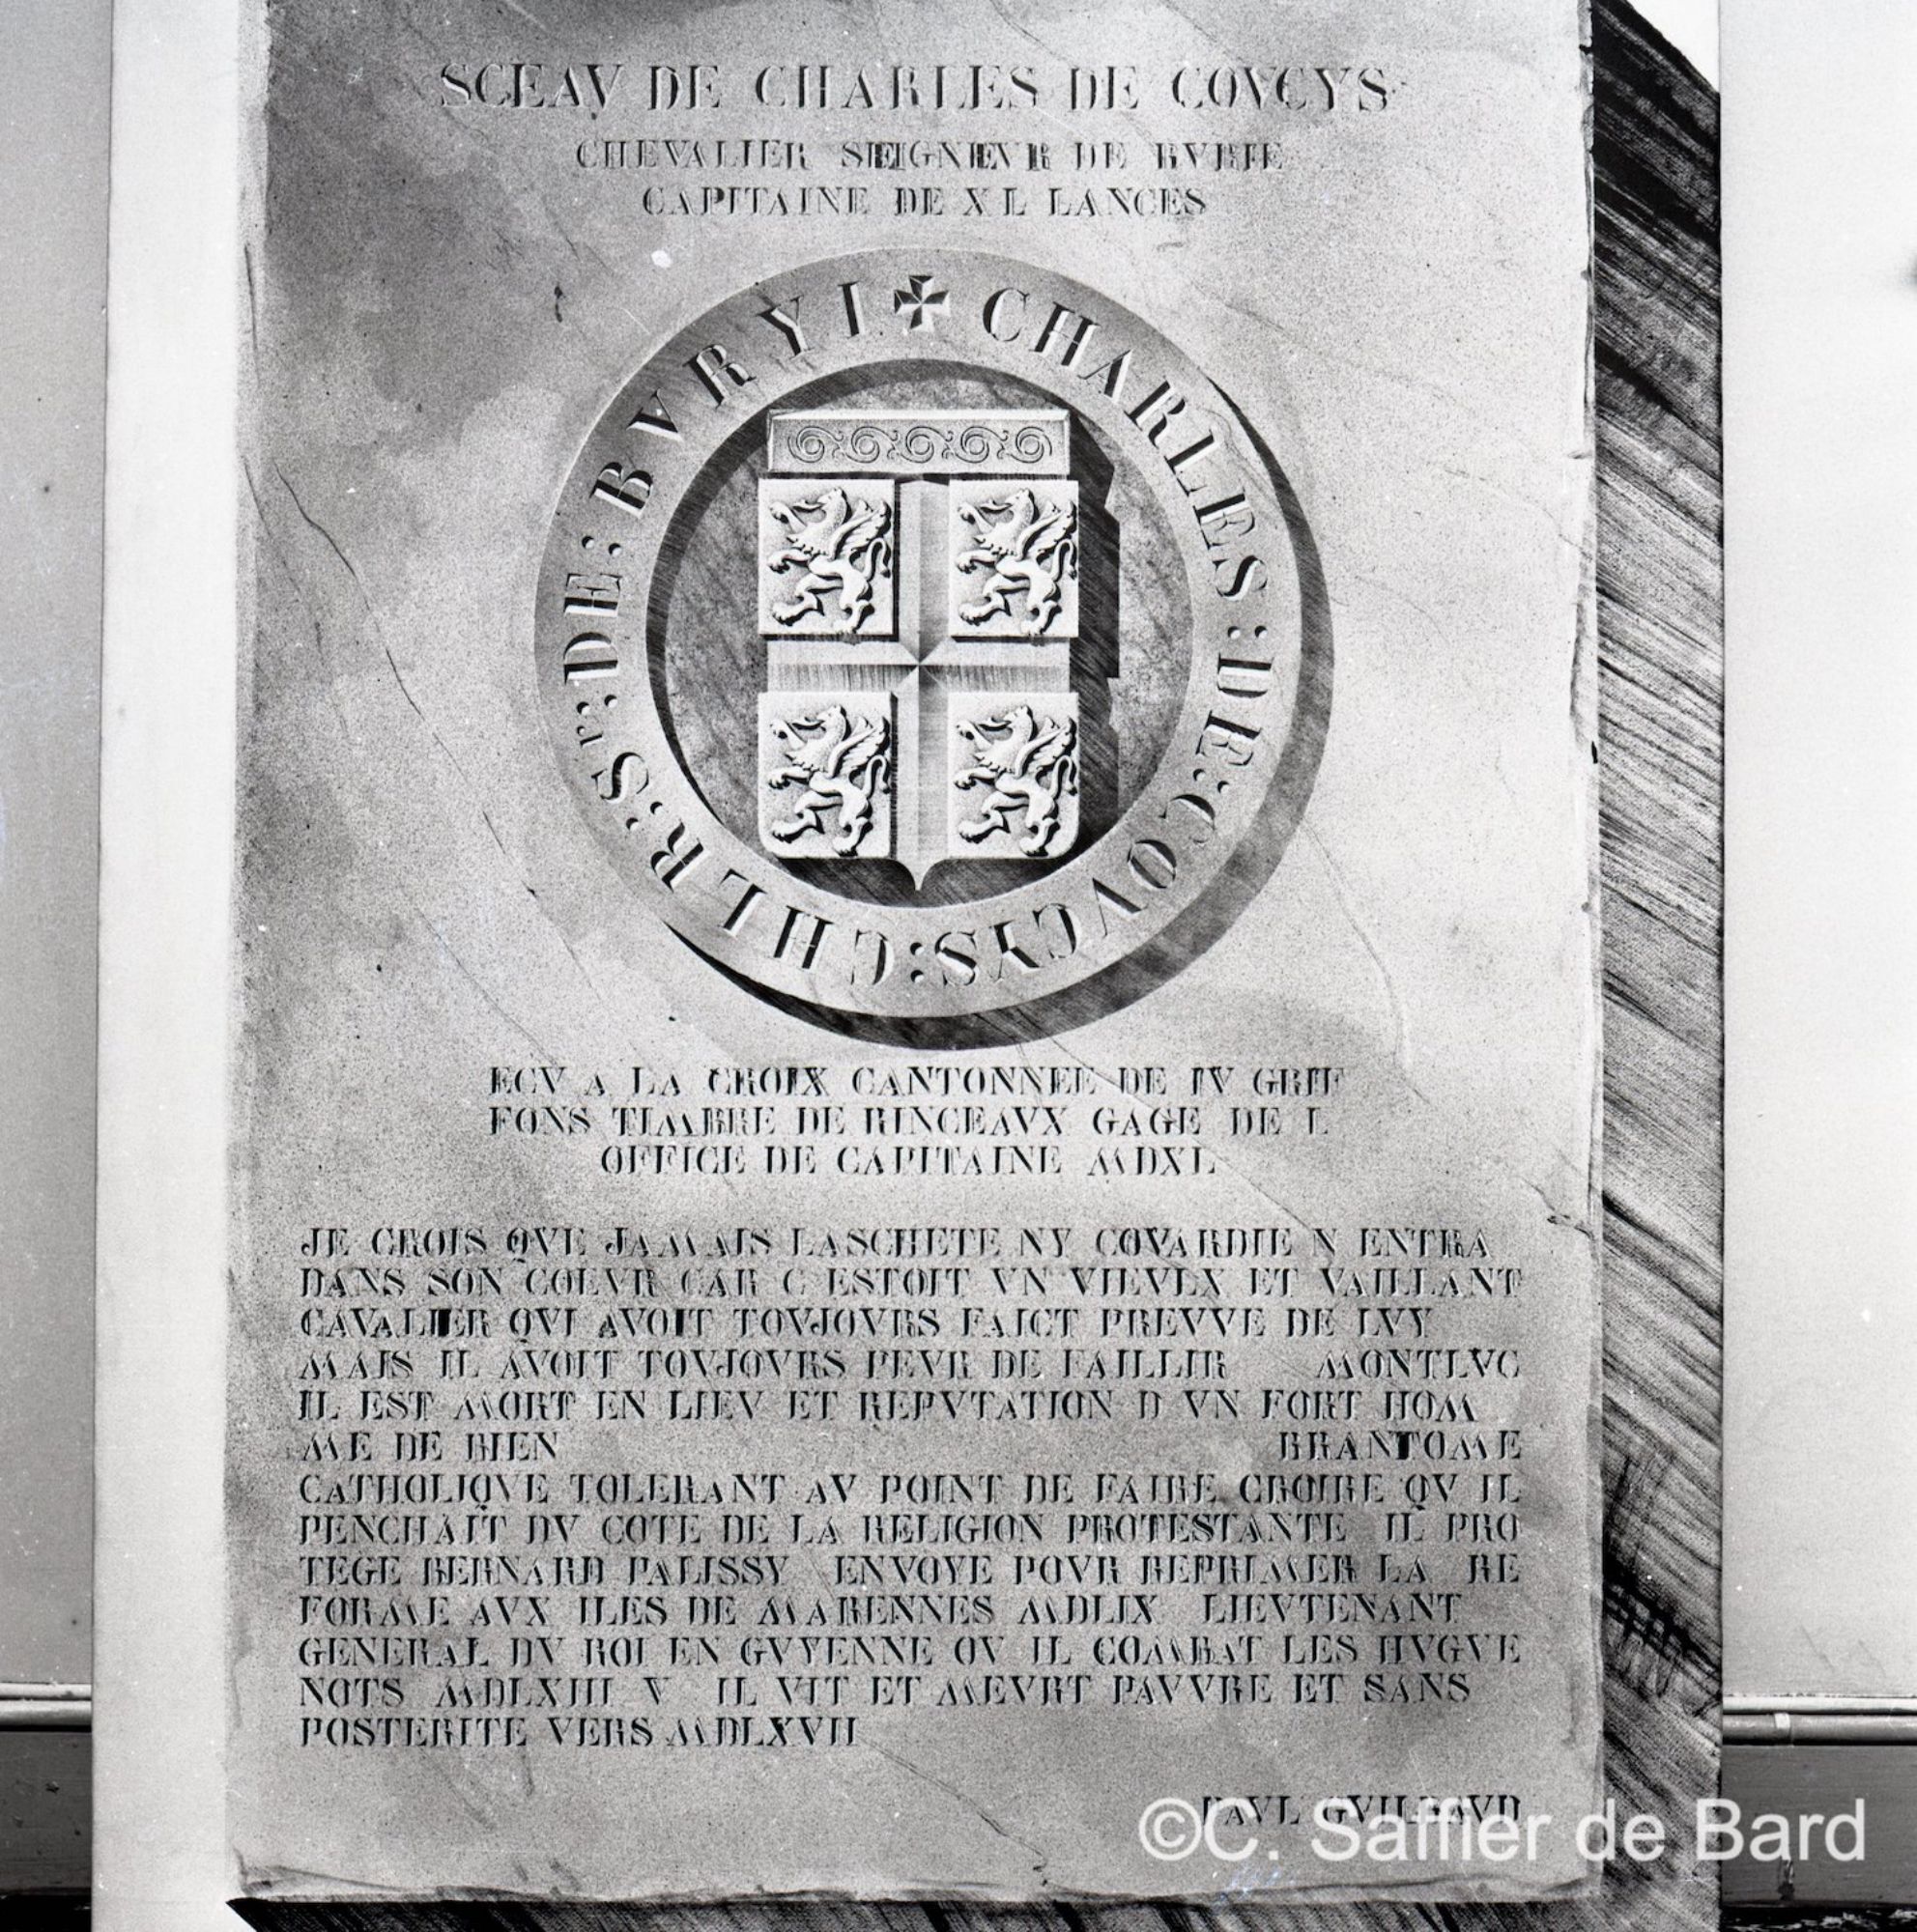 SCEAV DE CHARLES DE COVCYS
CHEVALIER SEIGNEVR DE BVRIE
CAPITAINE DE XL LANCES
✠ CHARLES : DE : COVCYS : CHLR : Sr : DE : BVRYI
ECV A LA CROIX CANTONNEE DE IV GRIF
FONS TIMBRE DE RINCEAVX GAGE DE L
OFFICE DE CAPITAINE MDXL
JE CROIS QVE JAMAIS LASCHETE NY COVARDIE N ENTRA
DANS SON COEVR CAR C ESTOIT VN VIEVLX ET VAILLANT
CAVALIER QVI AVOIT TOVJOVRS FAICT PREVVE DE LVY
MAIS IL AVOIT TOVJOVRS PEVR DE FAILLIR MONTLVC
IL EST MORT EN LIEV ET REPVTATION D VN FORT HOM
ME DE BIEN BRANTOME
CATHOLIQVE TOLERANT AV POINT DE FAIRE CROIRE QV IL
PENCHAIT DV COTE DE LA RELIGION PROTESTANTE IL PRO
TEGE BERNARD PALISSY ENVOYE POVR REPRIMER LA RE
FORME AVX ILES DE MARENNES MDLIX LIEVTENANT
GENERAL DV ROI EN GVYENNE OV IL COMBAT LES HVGVE
NOTS MDLXIII V IL VIT ET MEVRT PAVVRE ET SANS
POSTERITE VERS MDLXVII
PAVL GVILBAVD
©C. Saffier de Bard